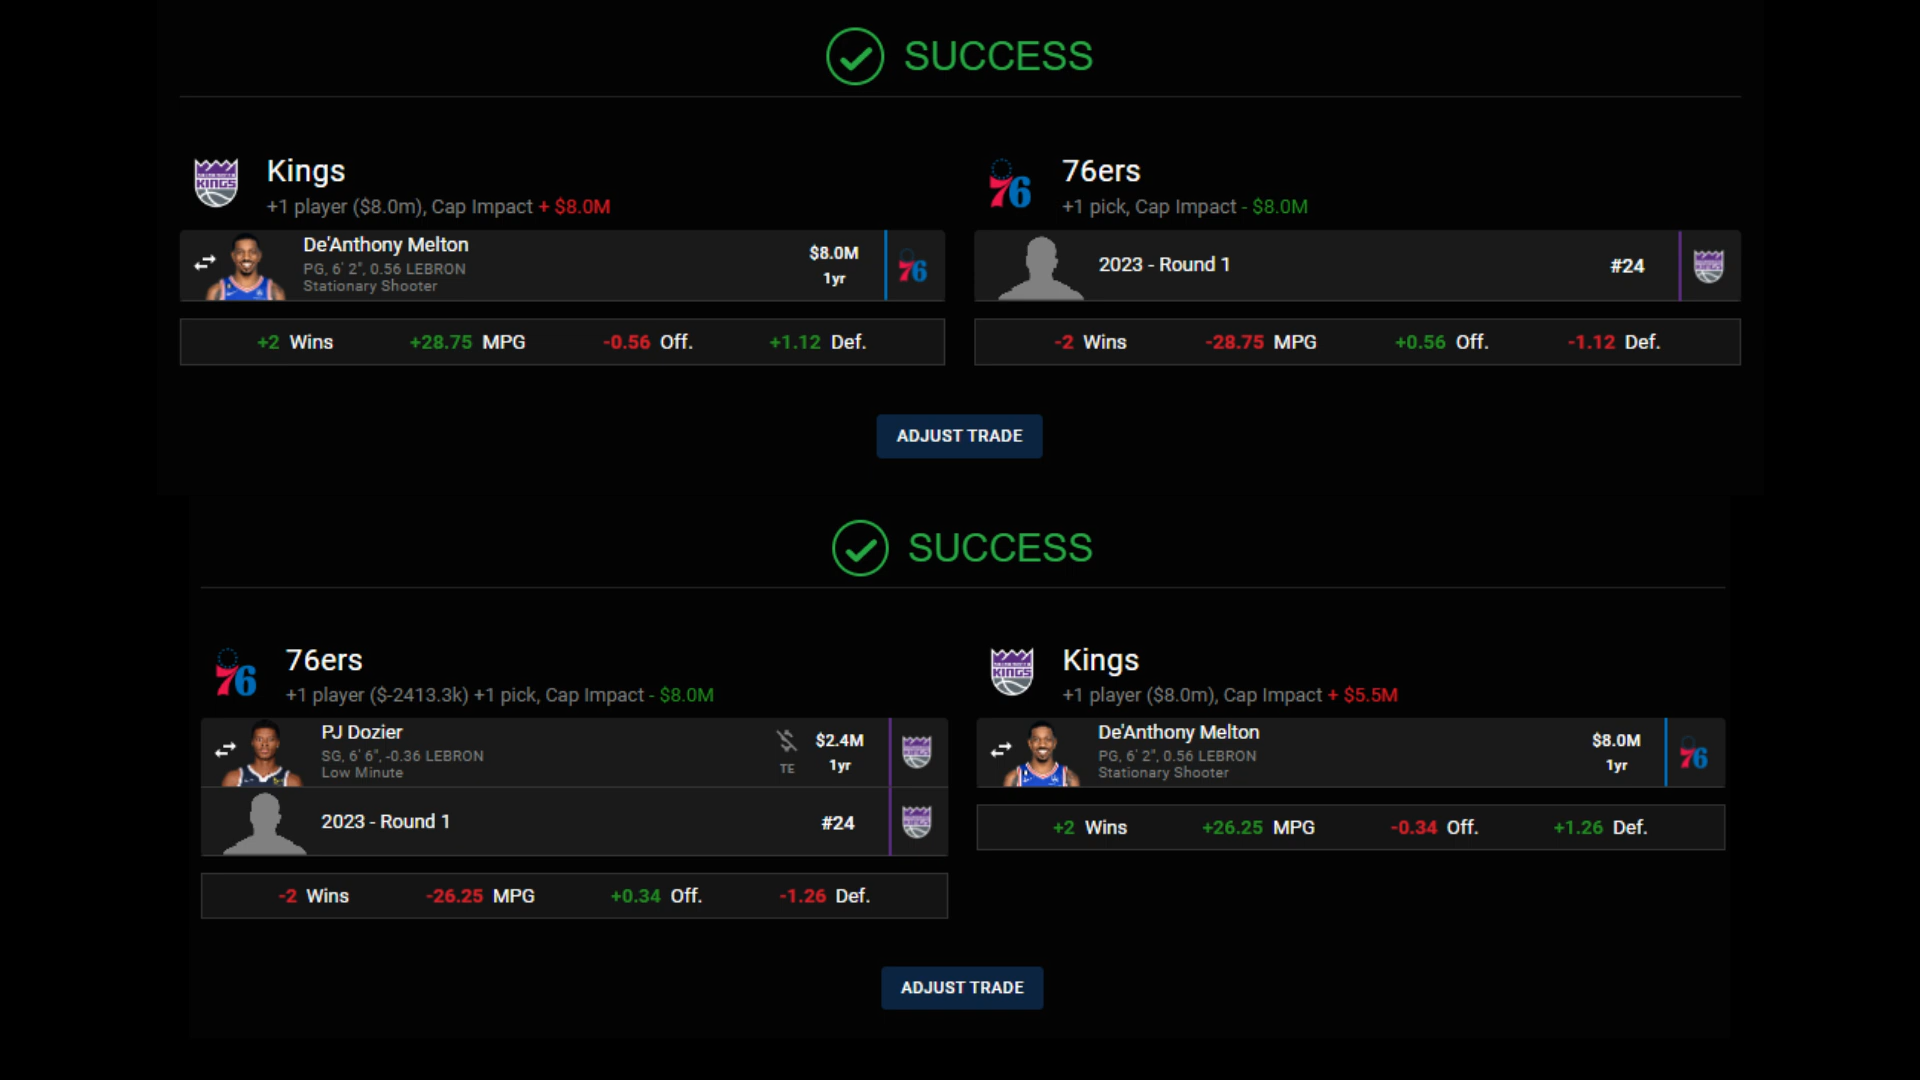 SUCCESS
Kings
+1 player ($8.0m), Cap Impact + $8.0M
De'Anthony Melton
PG, 6' 2", 0.56 LEBRON
Stationary Shooter
$8.0M
1yr
76
+2 Wins +28.75 MPG -0.56 Off. +1.12 Def.
76ers
+1 pick, Cap Impact - $8.0M
2023 - Round 1
#24
KINGS
-2 Wins -28.75 MPG +0.56 Off. -1.12 Def.
ADJUST TRADE
SUCCESS
76ers
+1 player ($-2413.3k) +1 pick, Cap Impact - $8.0M
PJ Dozier
SG, 6' 6", -0.36 LEBRON
Low Minute
TE
$2.4M
1yr
KINGS
2023 - Round 1
#24
KINGS
-2 Wins -26.25 MPG +0.34 Off. -1.26 Def.
Kings
+1 player ($8.0m), Cap Impact + $5.5M
De'Anthony Melton
PG, 6' 2", 0.56 LEBRON
Stationary Shooter
$8.0M
1yr
76
+2 Wins +26.25 MPG -0.34 Off. +1.26 Def.
ADJUST TRADE